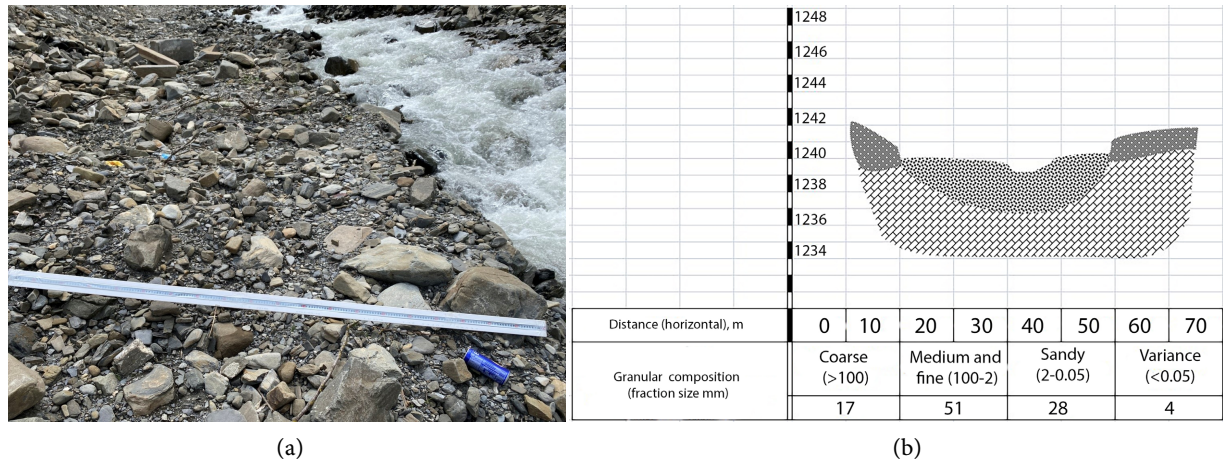 1248
1246
1244
1242
1240
1238
1236
1234
Distance (horizontal), m
0 10 20 30 40 50 60 70
Granular composition
(fraction size mm)
Coarse
(>100)
Medium and
fine (100-2)
Sandy
(2-0.05)
Variance
(<0.05)
17 51 28 4
(a) (b)